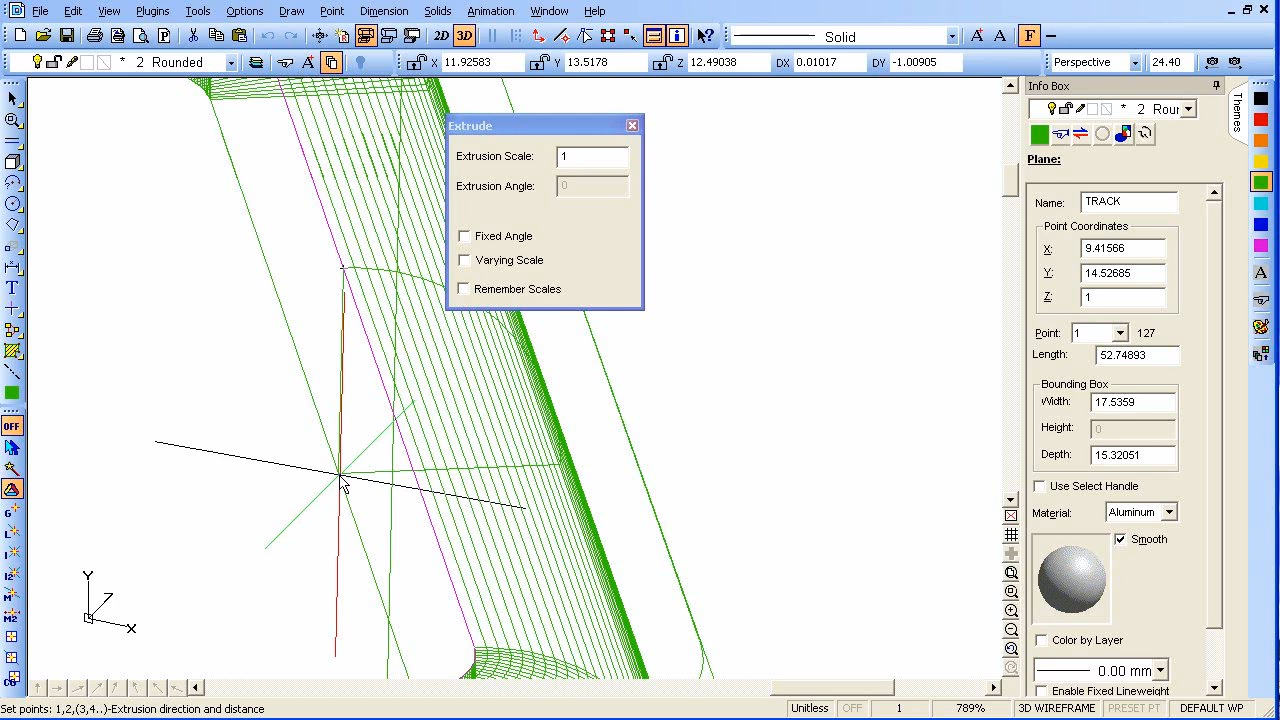 File Edit View Plugins Tools Options Draw Point Dimension Solids Animation Window Help
2D 3D Solid A A F
* 2 Rounded X 11.92583 Y 13.5178 Z 12.49038 DX 0.01017 DY -1.00905 Perspective 24.40
Info Box
* 2 Rour
Themes
Plane:
Name: TRACK
Point Coordinates
X: 9.41566
Y: 14.52685
Z: 1
Point: 1 127
Length: 52.74893
Bounding Box
Width: 17.5359
Height: 0
Depth: 15.32051
Use Select Handle
Material: Aluminum
Smooth
Color by Layer
0.00 mm
Enable Fixed Lineweight
Extrude
Extrusion Scale: 1
Extrusion Angle: 0
Fixed Angle
Varying Scale
Remember Scales
T
OFF
G
L
I
I2
M
M2
CG
A
Y
Z
X
Set points: 1,2,(3,4..)-Extrusion direction and distance
Unitless OFF 1 789% 3D WIREFRAME PRESET PT DEFAULT WP